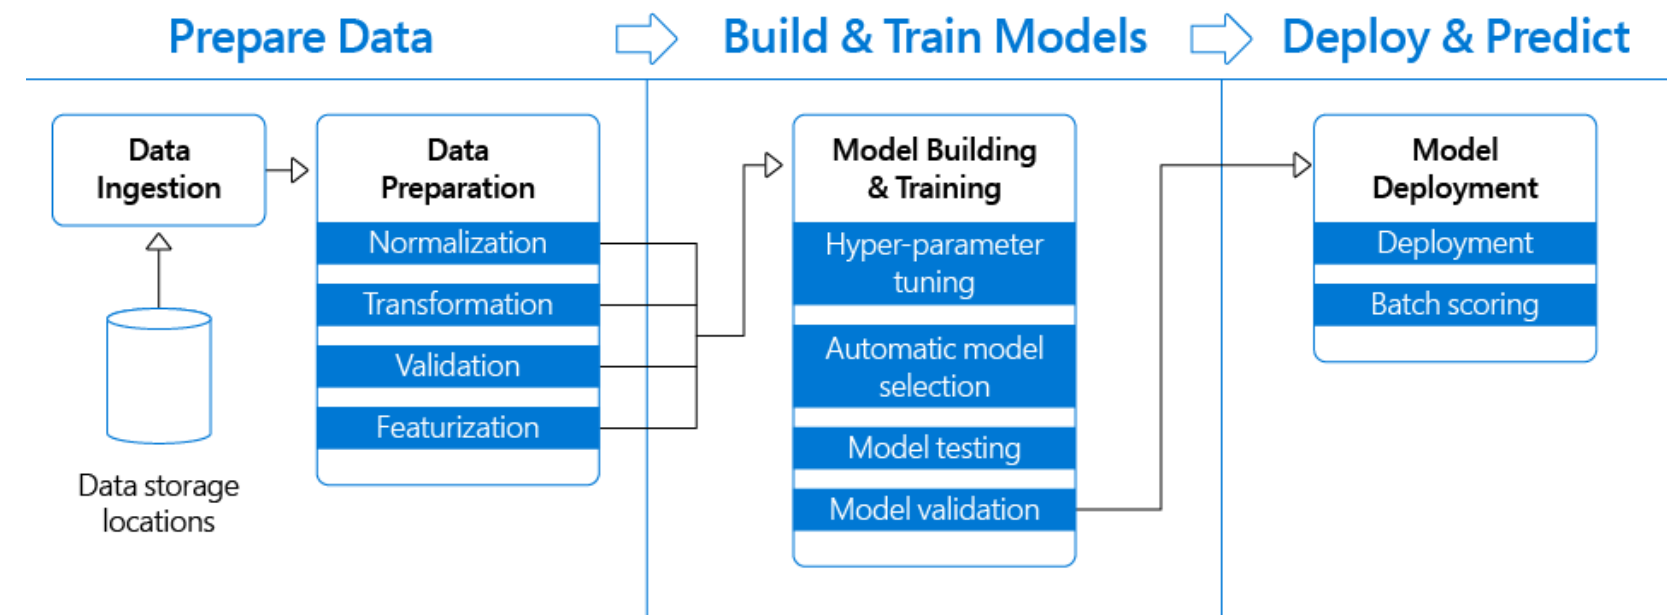 Prepare Data
Build & Train Models
Deploy & Predict
Data
Ingestion
Data storage
locations
Data
Preparation
Normalization
Transformation
Validation
Featurization
Model Building
& Training
Hyper-parameter
tuning
Automatic model
selection
Model testing
Model validation
Model
Deployment
Deployment
Batch scoring